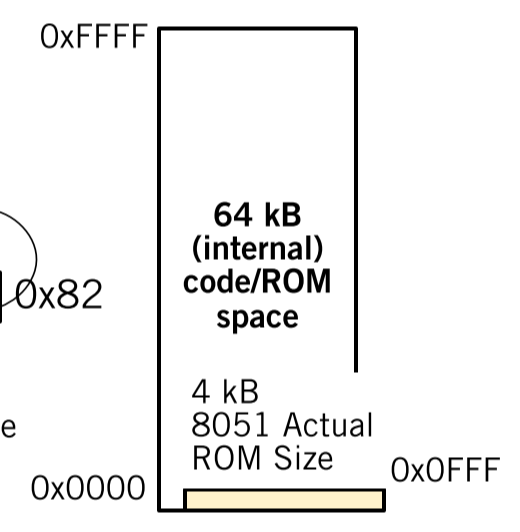 0xFFFF
64 kB
(internal)
code/ROM
space
0x82
4 kB
8051 Actual
ROM Size
e
0x0FFF
0x0000